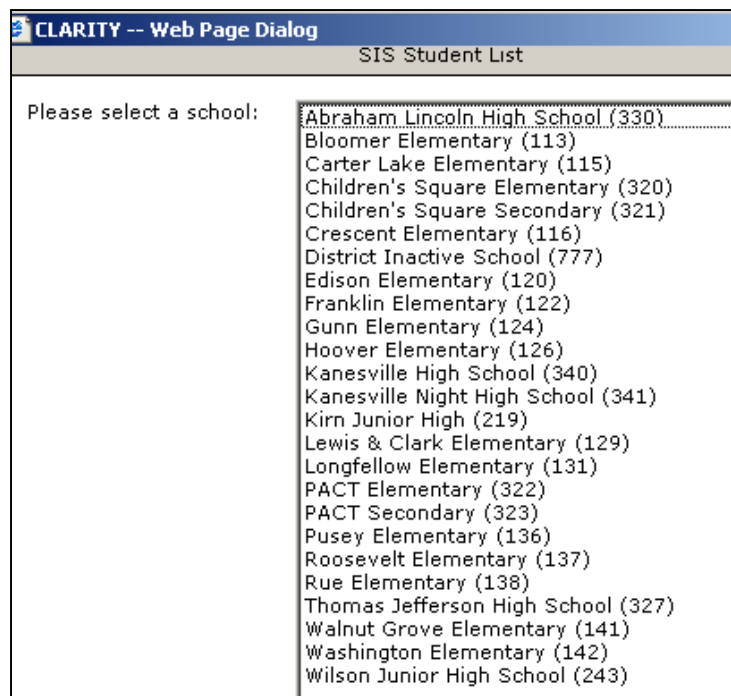 CLARITY -- Web Page Dialog
SIS Student List
Please select a school:
Abraham Lincoln High School (330)
Bloomer Elementary (113)
Carter Lake Elementary (115)
Children's Square Elementary (320)
Children's Square Secondary (321)
Crescent Elementary (116)
District Inactive School (777)
Edison Elementary (120)
Franklin Elementary (122)
Gunn Elementary (124)
Hoover Elementary (126)
Kanesville High School (340)
Kanesville Night High School (341)
Kirn Junior High (219)
Lewis & Clark Elementary (129)
Longfellow Elementary (131)
PACT Elementary (322)
PACT Secondary (323)
Pusey Elementary (136)
Roosevelt Elementary (137)
Rue Elementary (138)
Thomas Jefferson High School (327)
Walnut Grove Elementary (141)
Washington Elementary (142)
Wilson Junior High School (243)